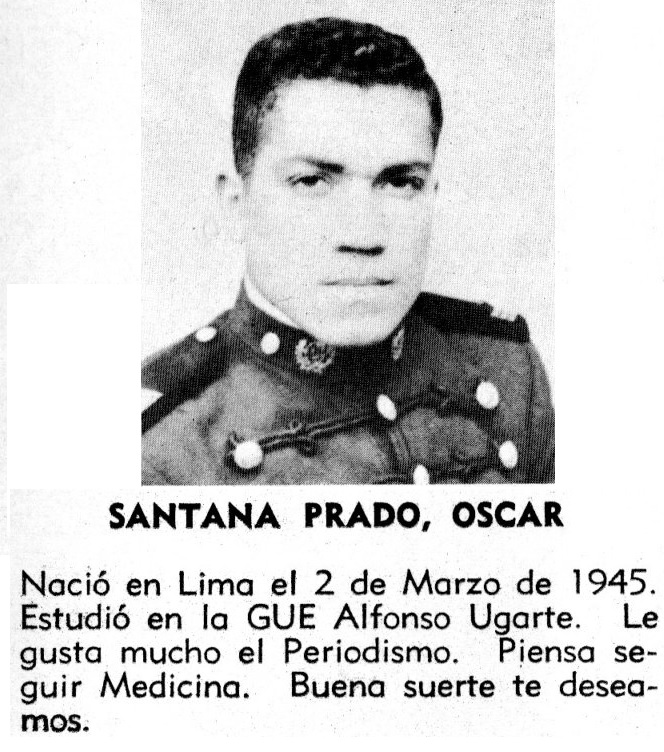 SANTANA PRADO, OSCAR
Nació en Lima el 2 de Marzo de 1945.
Estudió en la GUE Alfonso Ugarte. Le
gusta mucho el Periodismo. Piensa se-
guir Medicina. Buena suerte te desea-
mos.